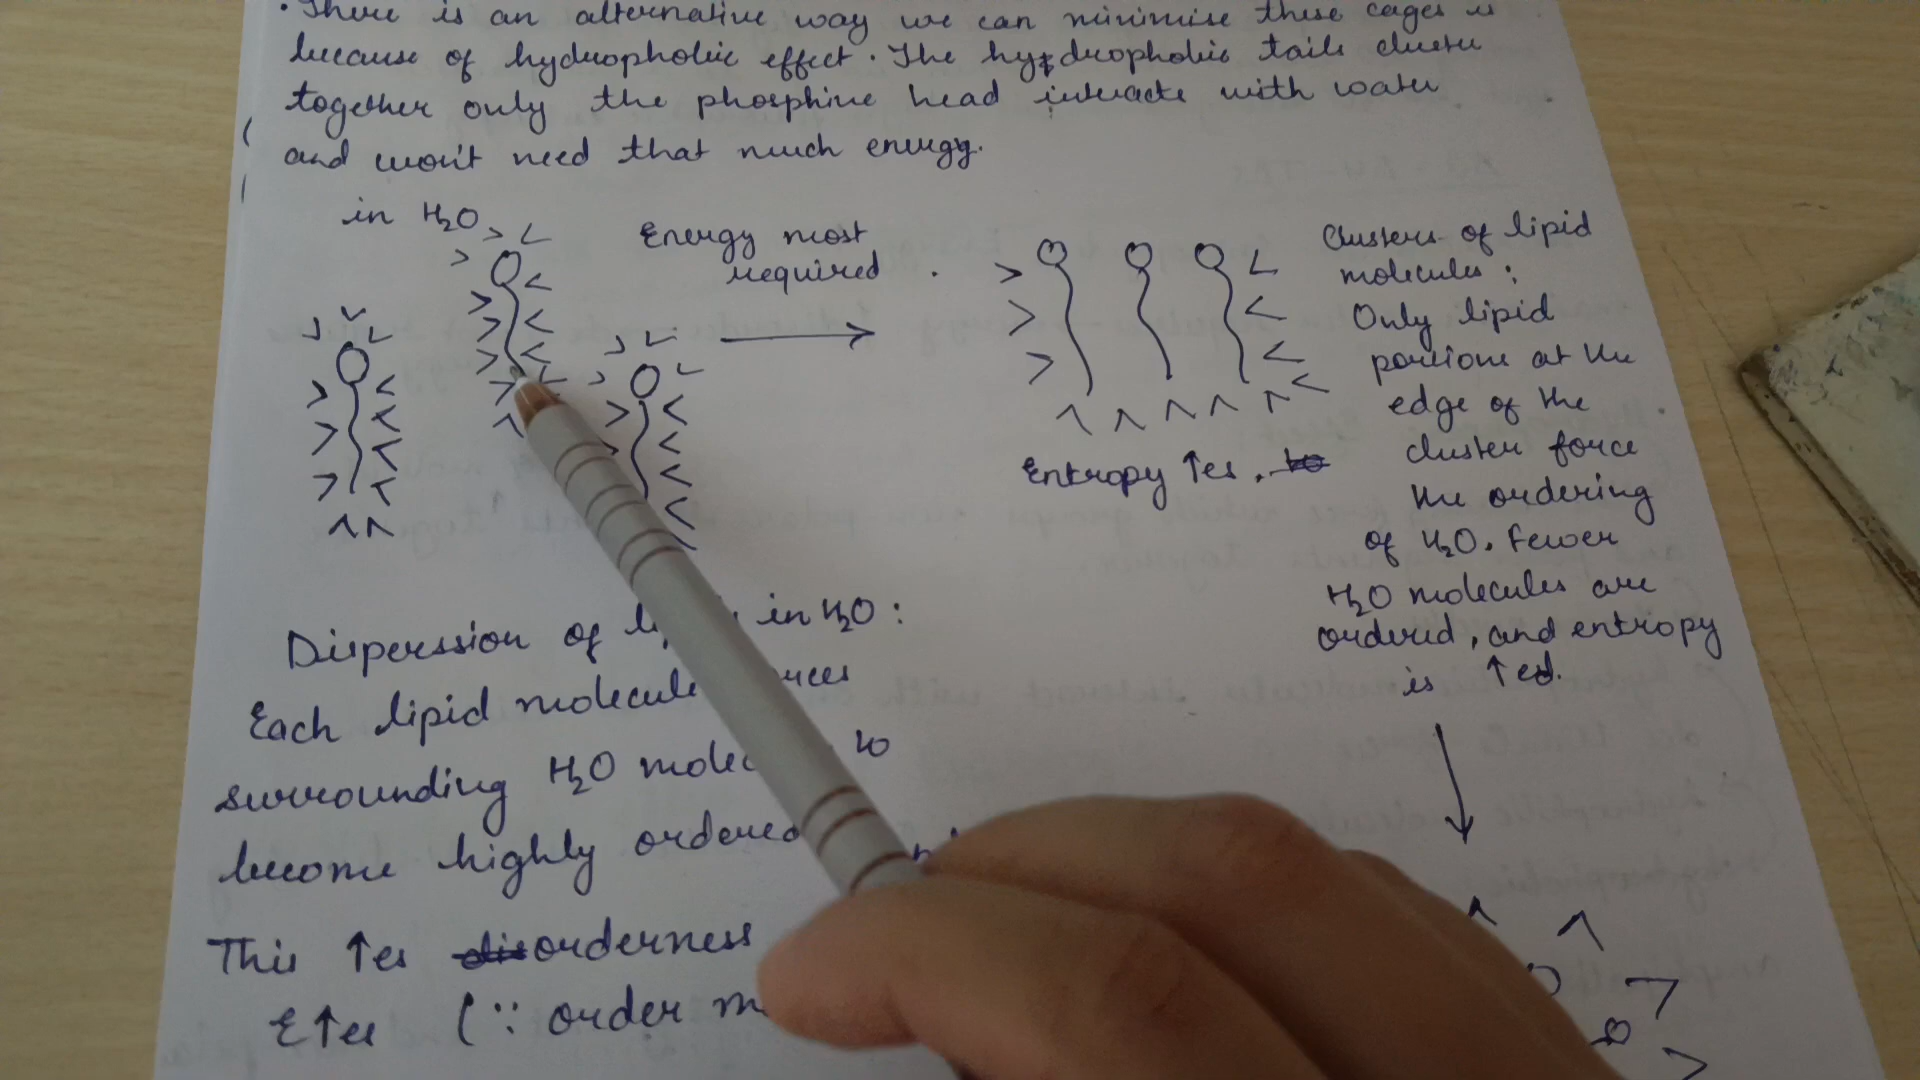 · There is an alternative way we can minimise these cages is
because of hydrophobic effect. The hydrophobic tails cluster
together only the phosphine head interacts with water
and won't need that much energy.
in H₂O
Energy most
required
Clusters of lipid
molecules :
Only lipid
portions at the
edge of the
cluster force
the ordering
of H₂O. Fewer
H₂O molecules are
ordered, and entropy
is ↑ed.
Entropy ↑es.
Disperssion of in H₂O :
Each lipid molecule
surrounding H₂O to
become highly ordered
This ↑es orderness
E↑es (∵ order